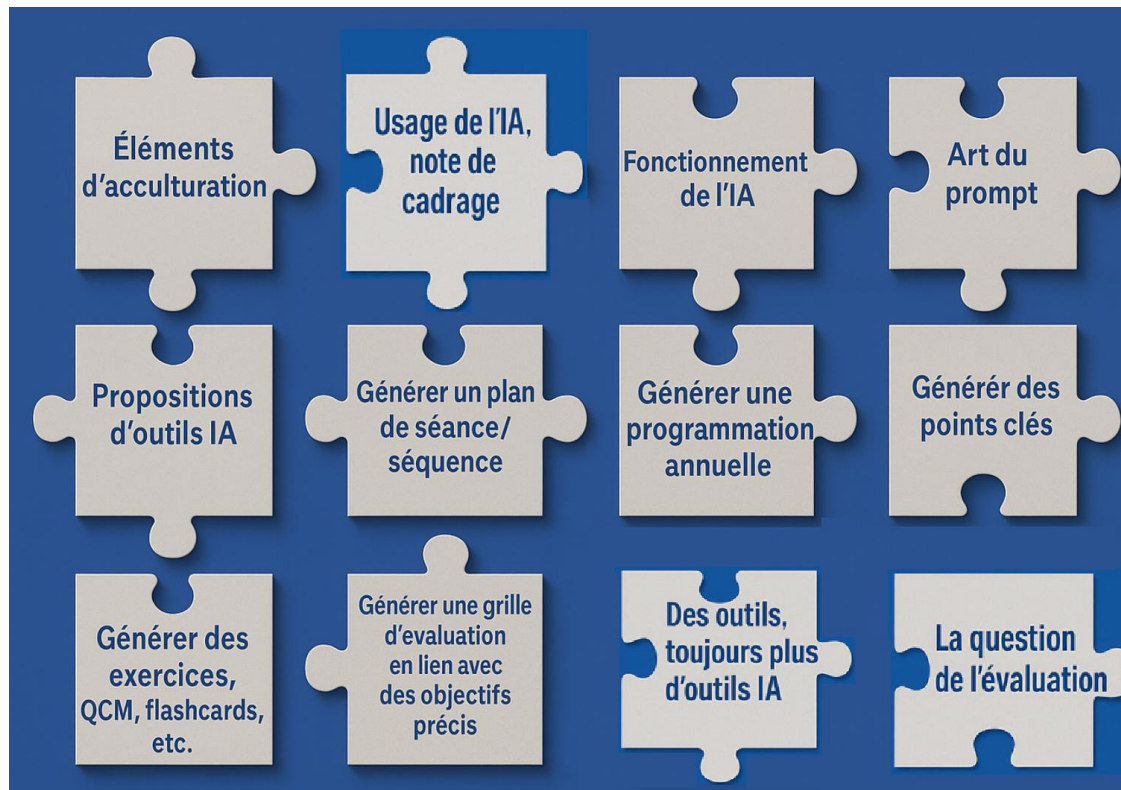 Éléments
d'acculturation
Usage de l'IA,
note de
cadrage
Fonctionnement
de l'IA
Art du
prompt
Propositions
d'outils IA
Générer un plan
de séance/
séquence
Générer une
programmation
annuelle
Générér des
points clés
Générer des
exercices,
QCM, flashcards,
etc.
Générer une grille
d'evaluation
en lien avec
des objectifs
précis
Des outils,
toujours plus
d'outils IA
La question
de l'évaluation